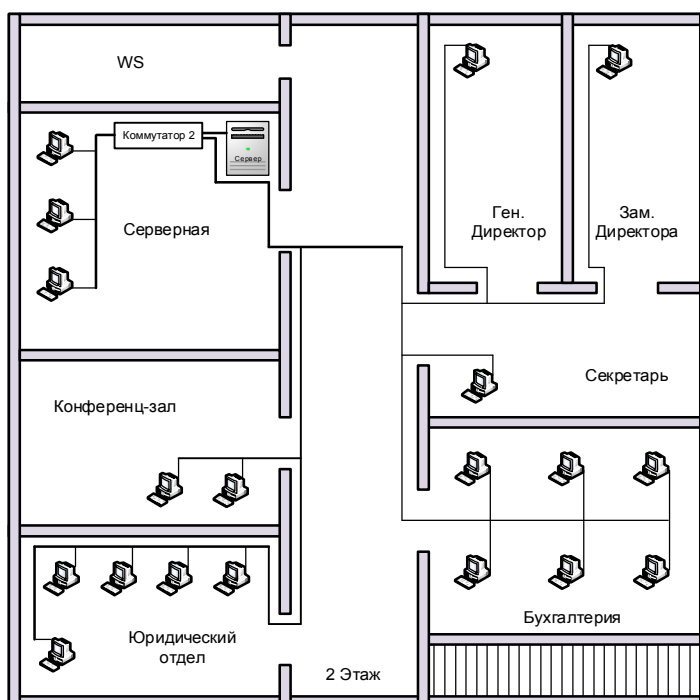 WS
Коммутатор 2
Сервер
Серверная
Ген.
Директор
Зам.
Директора
Секретарь
Конференц-зал
Бухгалтерия
Юридический
отдел
2 Этаж